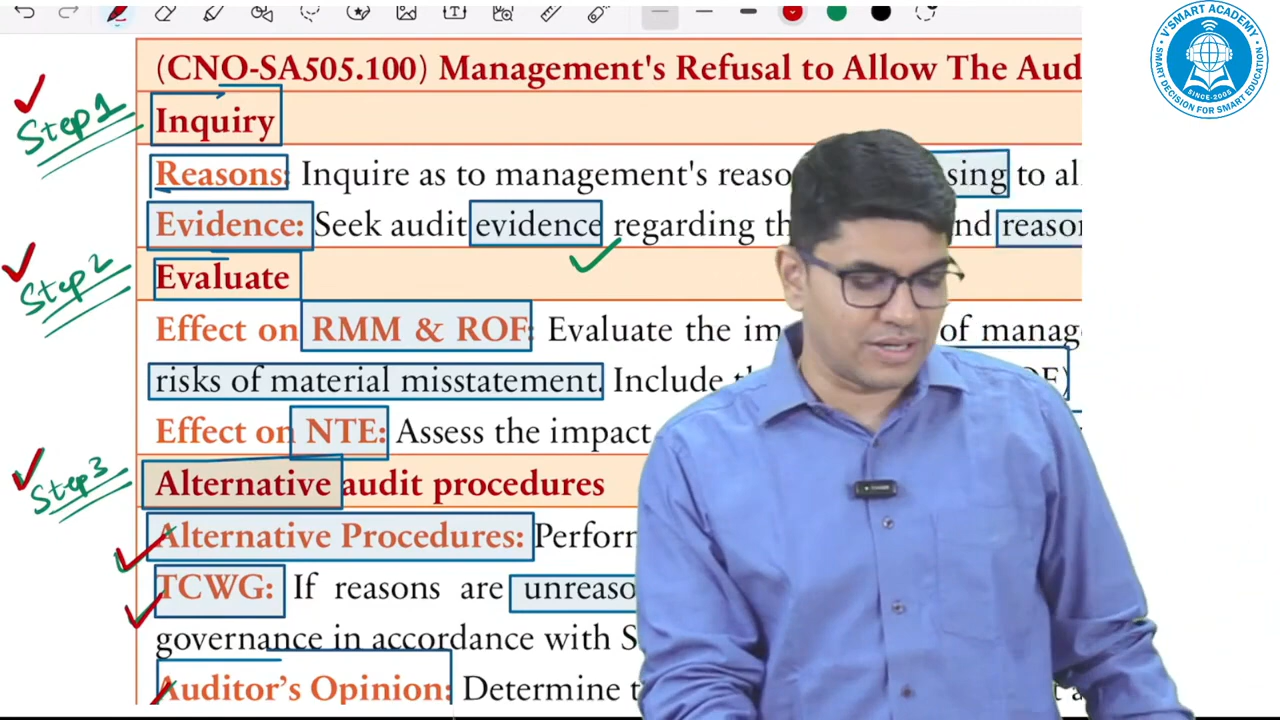 (CNO-SA505.100) Management's Refusal to Allow The Aud
Step 1
Inquiry
Reasons: Inquire as to management's reaso sing to al
Evidence: Seek audit evidence regarding th nd reaso
Step 2
Evaluate
Effect on RMM & ROF: Evaluate the im of manag
risks of material misstatement. Include OF)
Effect on NTE: Assess the impact
Step 3
Alternative audit procedures
Alternative Procedures: Perfor
TCWG: If reasons are unreaso
governance in accordance with S
Auditor's Opinion: Determine
V'SMART ACADEMY
SMART DECISION FOR SMART EDUCATION
SINCE-2005